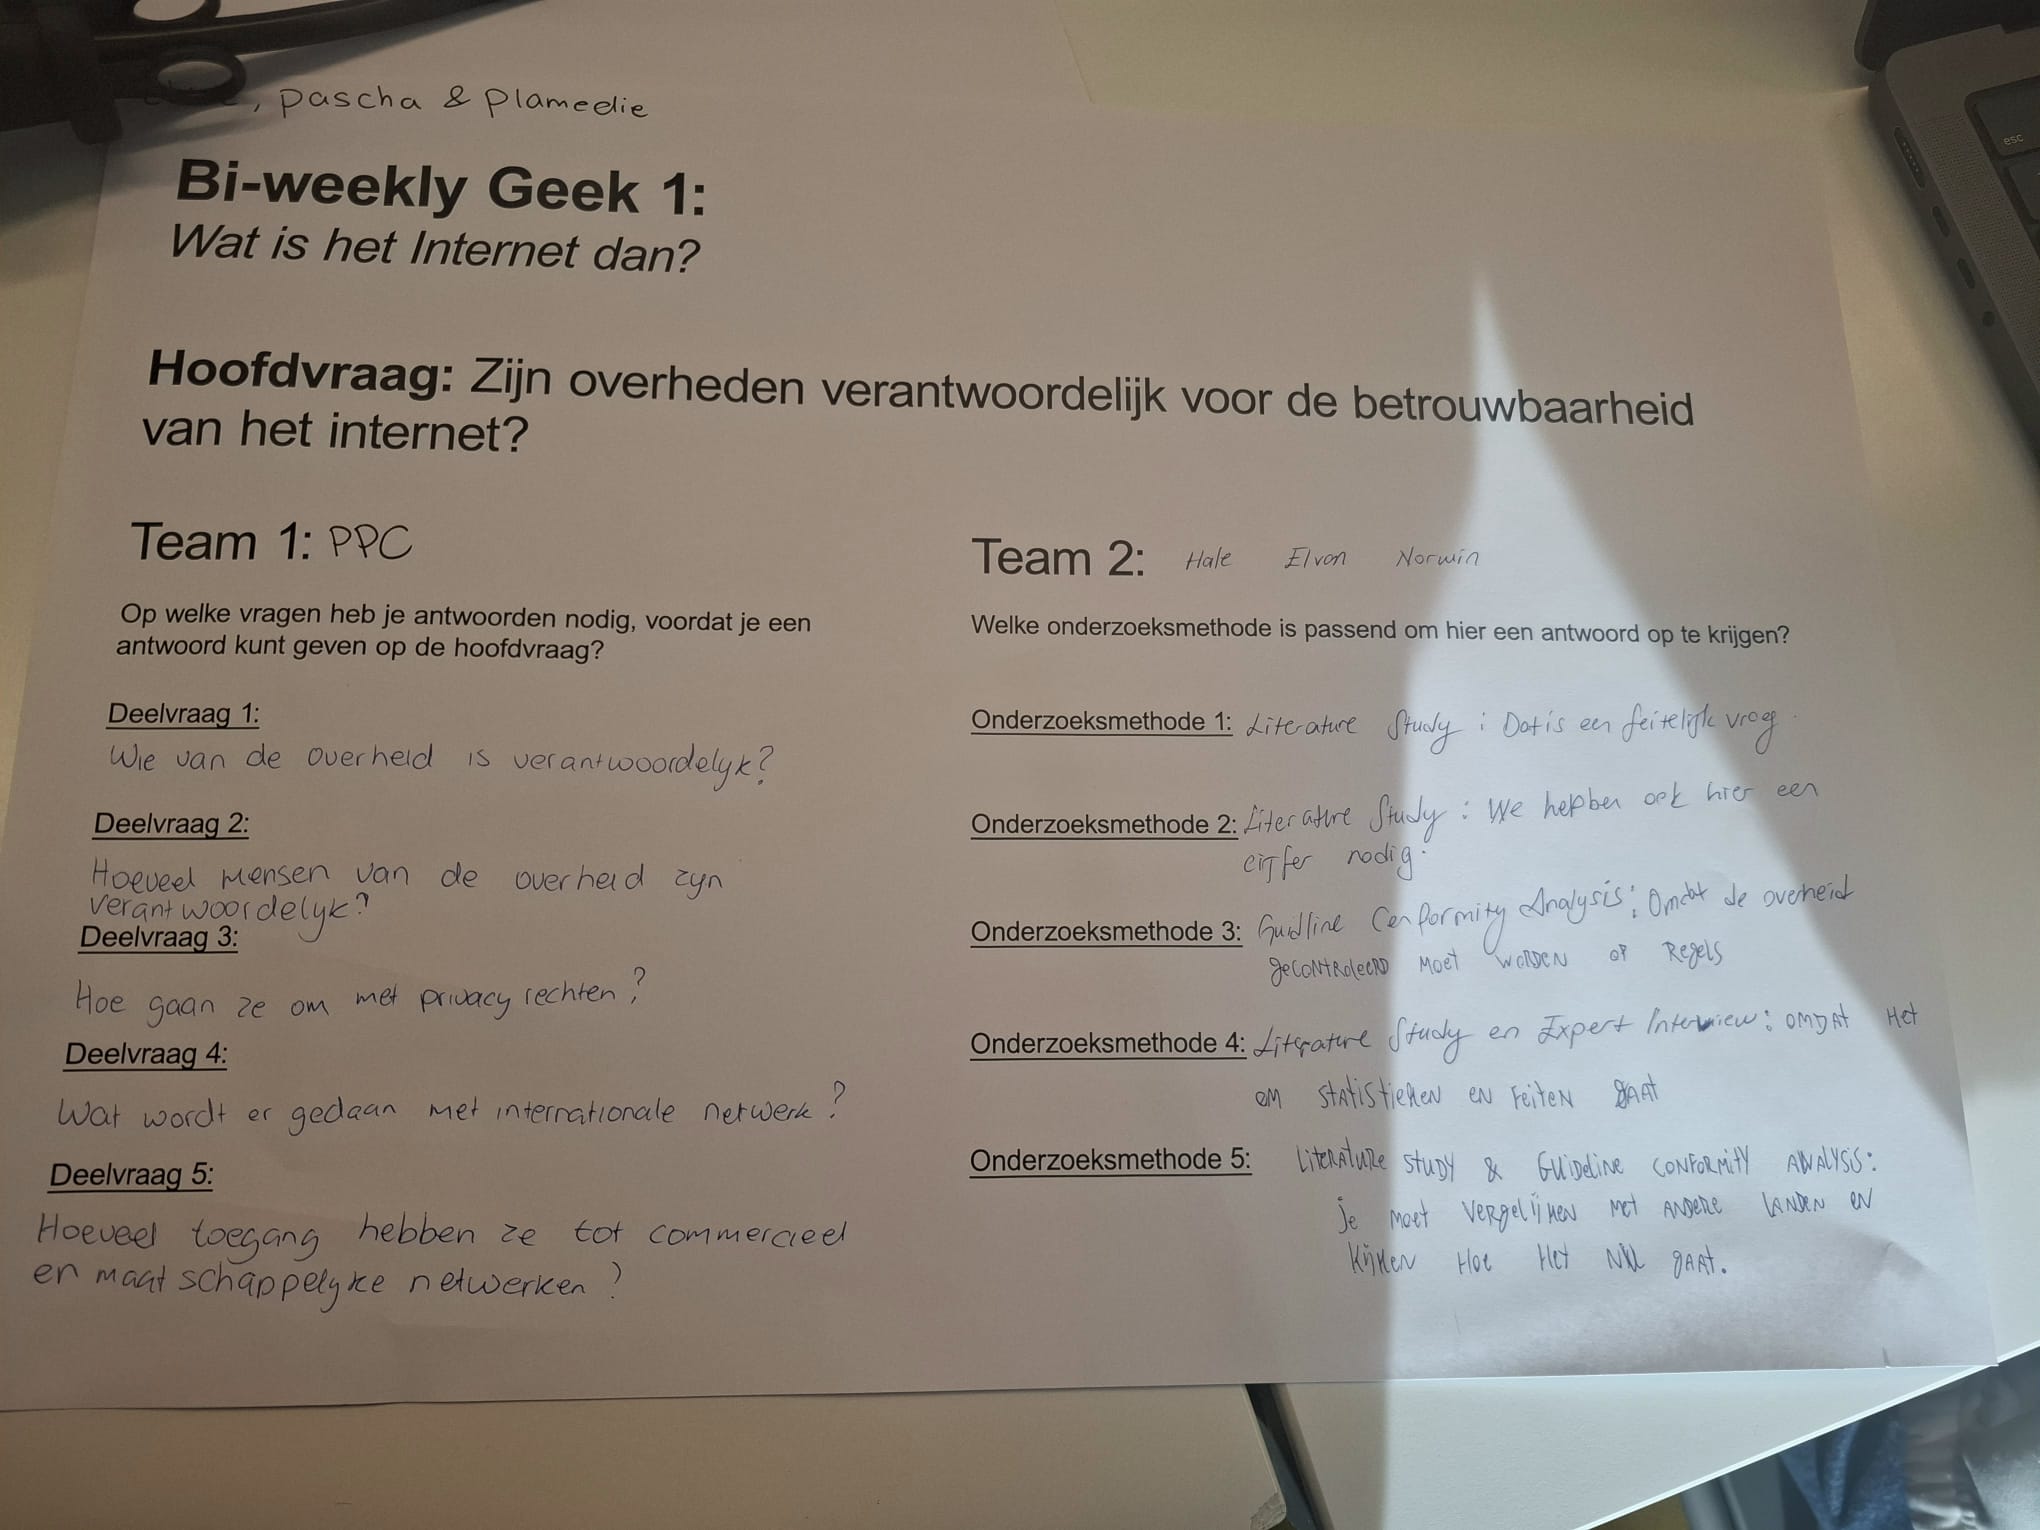 , pascha & plamedie
Bi-weekly Geek 1:
Wat is het Internet dan?
Hoofdvraag: Zijn overheden verantwoordelijk voor de betrouwbaarheid
van het internet?
Team 1: PPC
Op welke vragen heb je antwoorden nodig, voordat je een
antwoord kunt geven op de hoofdvraag?
Deelvraag 1:
Wie van de overheid is verantwoordelyk?
Deelvraag 2:
Hoeveel mensen van de overheid zyn
verantwoordelyk?
Deelvraag 3:
Hoe gaan ze om met privacy rechten?
Deelvraag 4:
Wat wordt er gedaan met internationale netwerk?
Deelvraag 5:
Hoeveel toegang hebben ze tot commercieel
en maatschappelyke netwerken?
Team 2: Hale Elvon Norwin
Welke onderzoeksmethode is passend om hier een antwoord op te krijgen?
Onderzoeksmethode 1: Literature Study : Dat is een feitelijk vraag.
Onderzoeksmethode 2: Literature Study : We hebben ook hier een
cijfer nodig.
Onderzoeksmethode 3: Guidline Conformity Analysis: Omdat de overheid
gecontroleerd moet worden op Regels
Onderzoeksmethode 4: Literature Study en Expert Interview: OMDAt Het
om statistieken en feiten gaat
Onderzoeksmethode 5: Literature study & Guideline conformity analysis:
je moet vergelijken met andere landen en
kijken Hoe Het gaat.